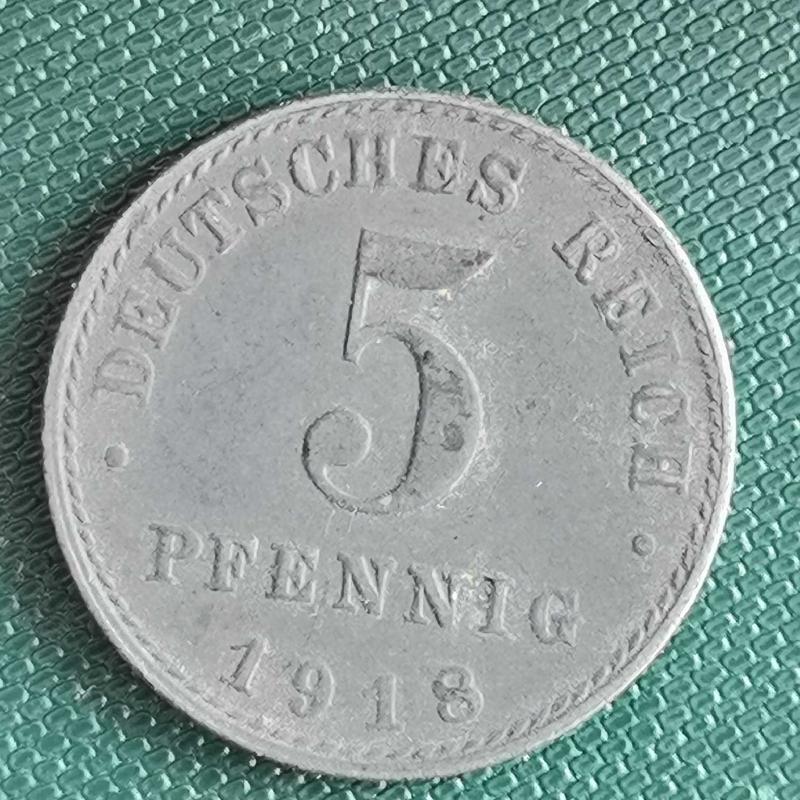 DEUTSCHES REICH
5
PFENNIG
1918